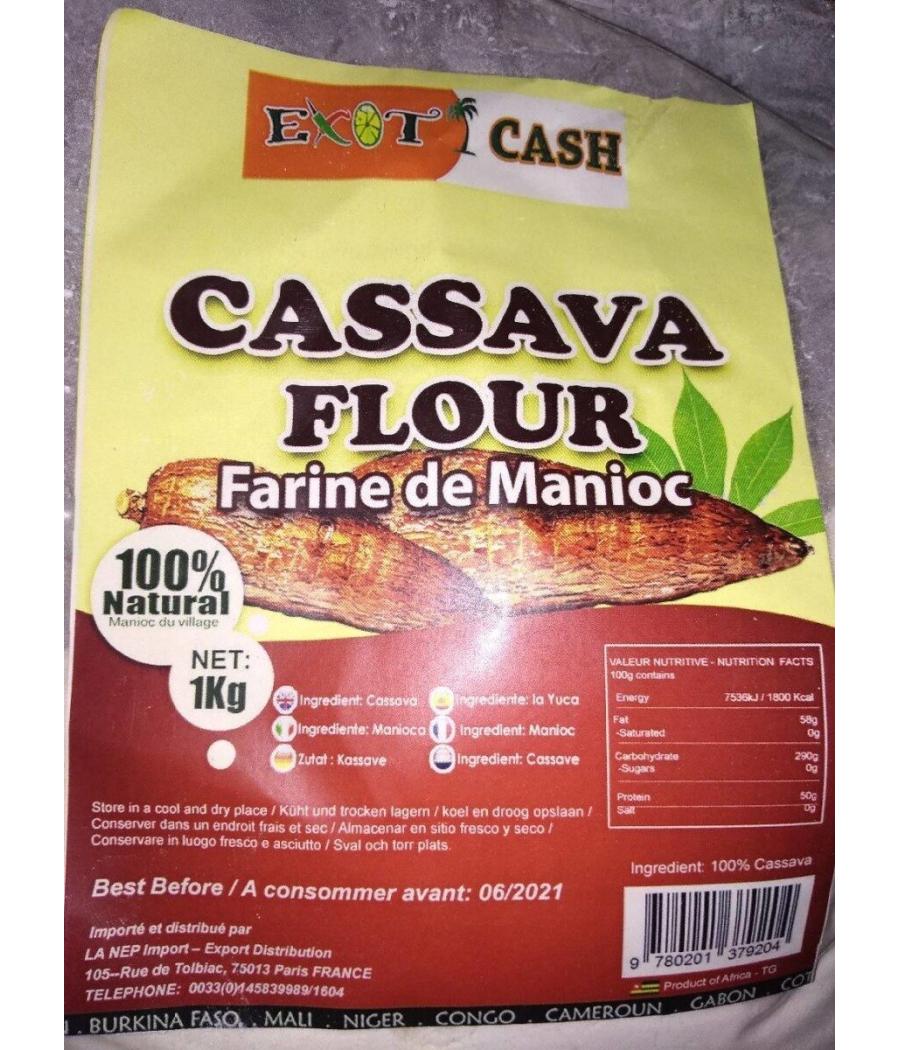 EXOTI CASH
CASSAVA
FLOUR
Farine de Manioc
100%
Natural
Manioc du village
NET:
1Kg
Ingredient: Cassava
Ingrediente: la Yuca
Ingrediente: Manioca
Ingredient: Manioc
Zutat : Kassave
Ingredient: Cassave
VALEUR NUTRITIVE - NUTRITION FACTS
100g contains
Energy 7536kJ / 1800 Kcal
Fat 58g
-Saturated 0g
Carbohydrate 290g
-Sugars 0g
Protein 50g
Salt 0g
Store in a cool and dry place / Küht und trocken lagern / koel en droog opslaan /
Conserver dans un endroit frais et sec / Almacenar en sitio fresco y seco /
Conservare in luogo fresco e asciutto / Sval och torr plats.
Best Before / A consommer avant: 06/2021
Ingredient: 100% Cassava
Importé et distribué par
LA NEP Import – Export Distribution
105--Rue de Tolbiac, 75013 Paris FRANCE
TELEPHONE: 0033(0)145839989/1604
9 780201 379204
Product of Africa - TG
. BURKINA FASO . MALI . NIGER . CONGO . CAMEROUN . GABON . COT